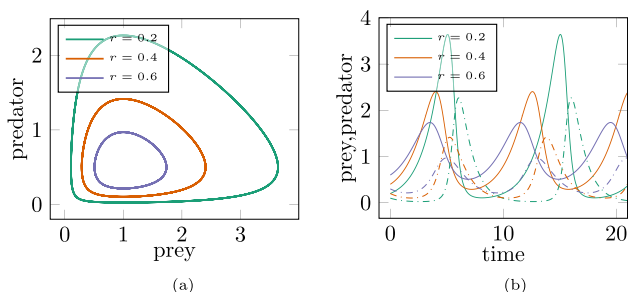 r = 0.2
r = 0.4
r = 0.6
predator
2
1
0
0 1 2 3
prey
(a)
r = 0.2
r = 0.4
r = 0.6
prey,predator
4
3
2
1
0
0 10 20
time
(b)